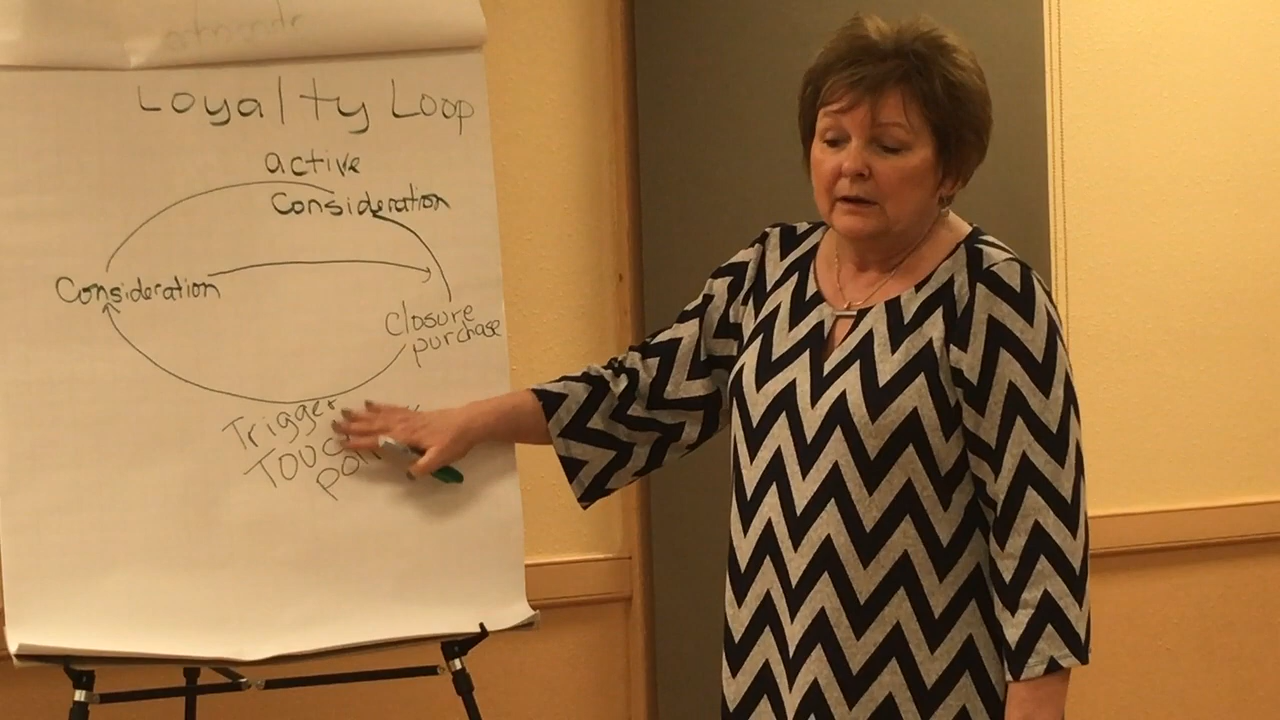 Loyalty Loop
active
Consideration
Consideration
Closure
purchase
Trigger